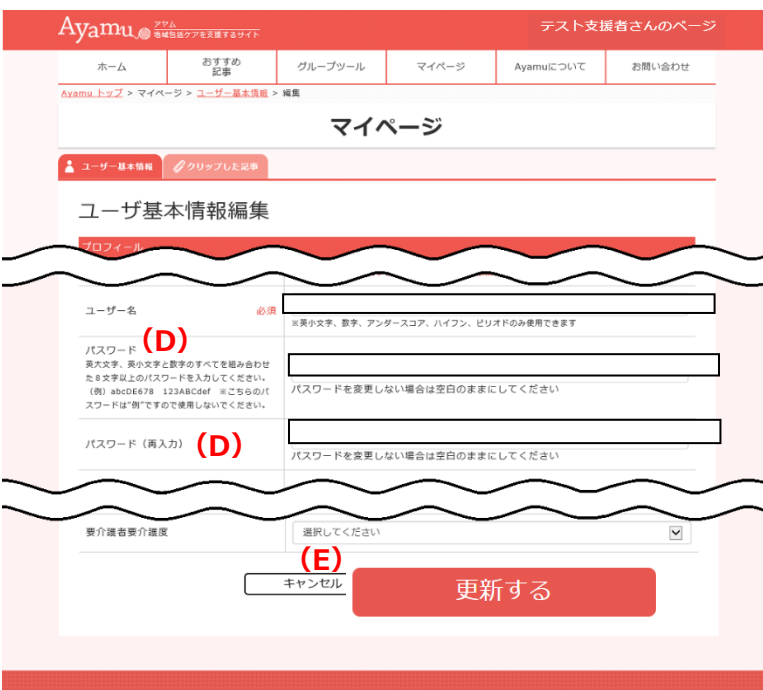 Ayamu アヤム
地域包括ケアを支援するサイト
テスト支援者さんのページ
ホーム
おすすめ
記事
グループツール
マイページ
Ayamuについて
お問い合わせ
Ayamu トップ > マイページ > ユーザー基本情報 > 編集
マイページ
ユーザー基本情報
クリップした記事
ユーザ基本情報編集
プロフィール
ユーザー名 必須
※英小文字、数字、アンダースコア、ハイフン、ピリオドのみ使用できます
パスワード (D)
英大文字、英小文字と数字のすべてを組み合わせ
た8文字以上のパスワードを入力してください。
（例）abcDE678 123ABCdef ※こちらのパ
スワードは"例"ですので使用しないでください。
パスワードを変更しない場合は空白のままにしてください
パスワード（再入力） (D)
パスワードを変更しない場合は空白のままにしてください
要介護者要介護度
選択してください
(E)
キャンセル
更新する